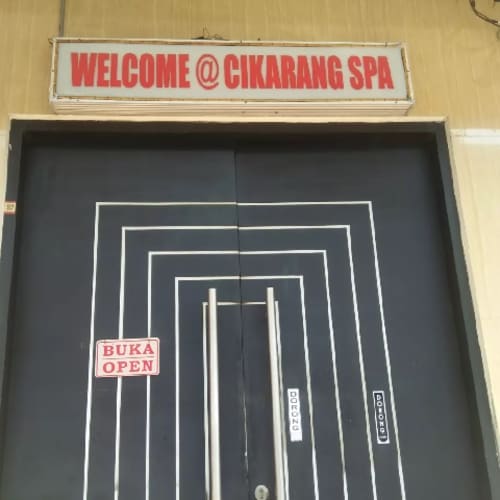 WELCOME @ CIKARANG SPA
BUKA
OPEN
DORONG
DORONG